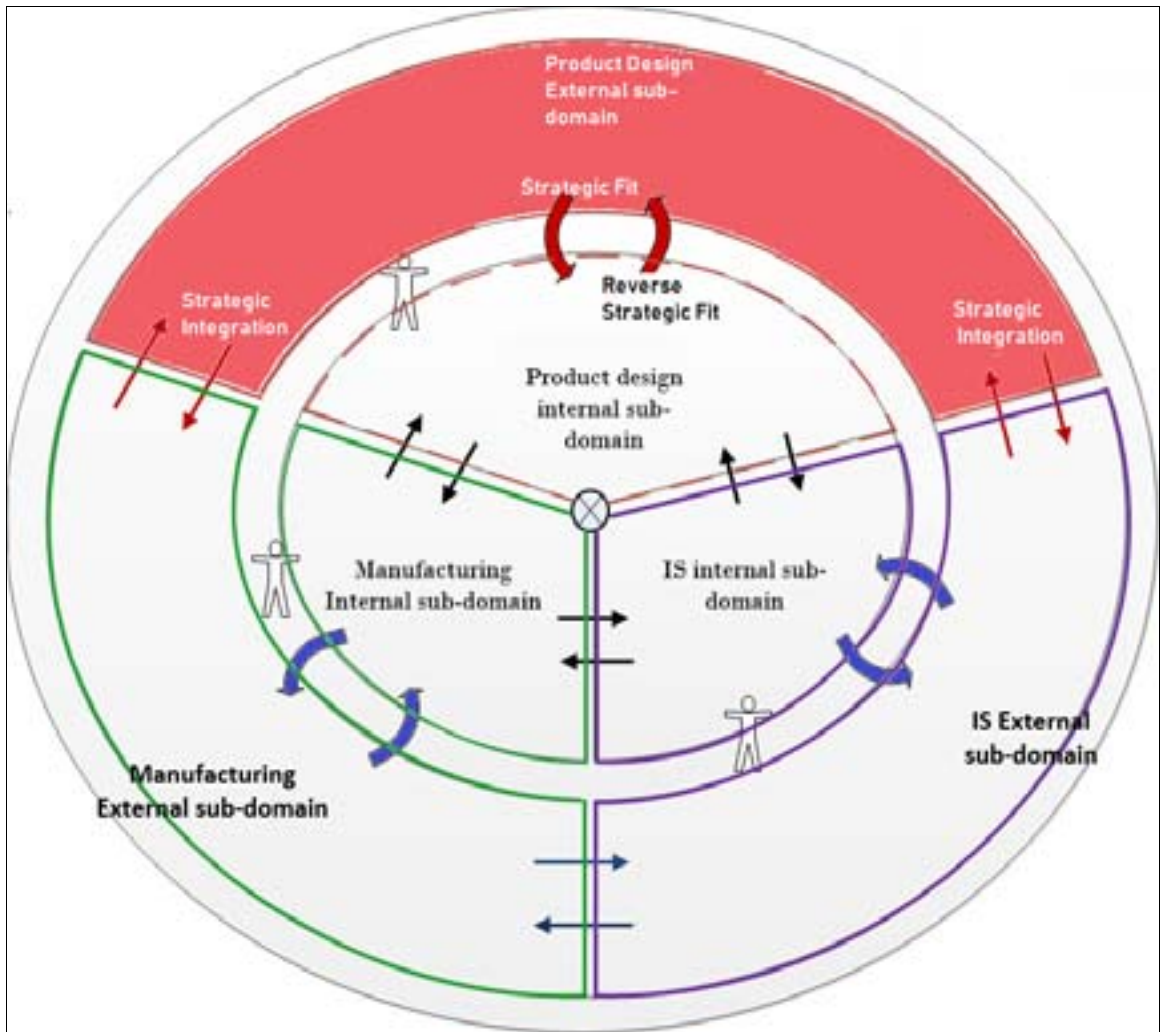 Product Design
External sub-
domain
Strategic Fit
Reverse
Strategic Fit
Strategic
Integration
Strategic
Integration
Product design
internal sub-
domain
Manufacturing
Internal sub-domain
IS internal sub-
domain
IS External
sub-domain
Manufacturing
External sub-domain